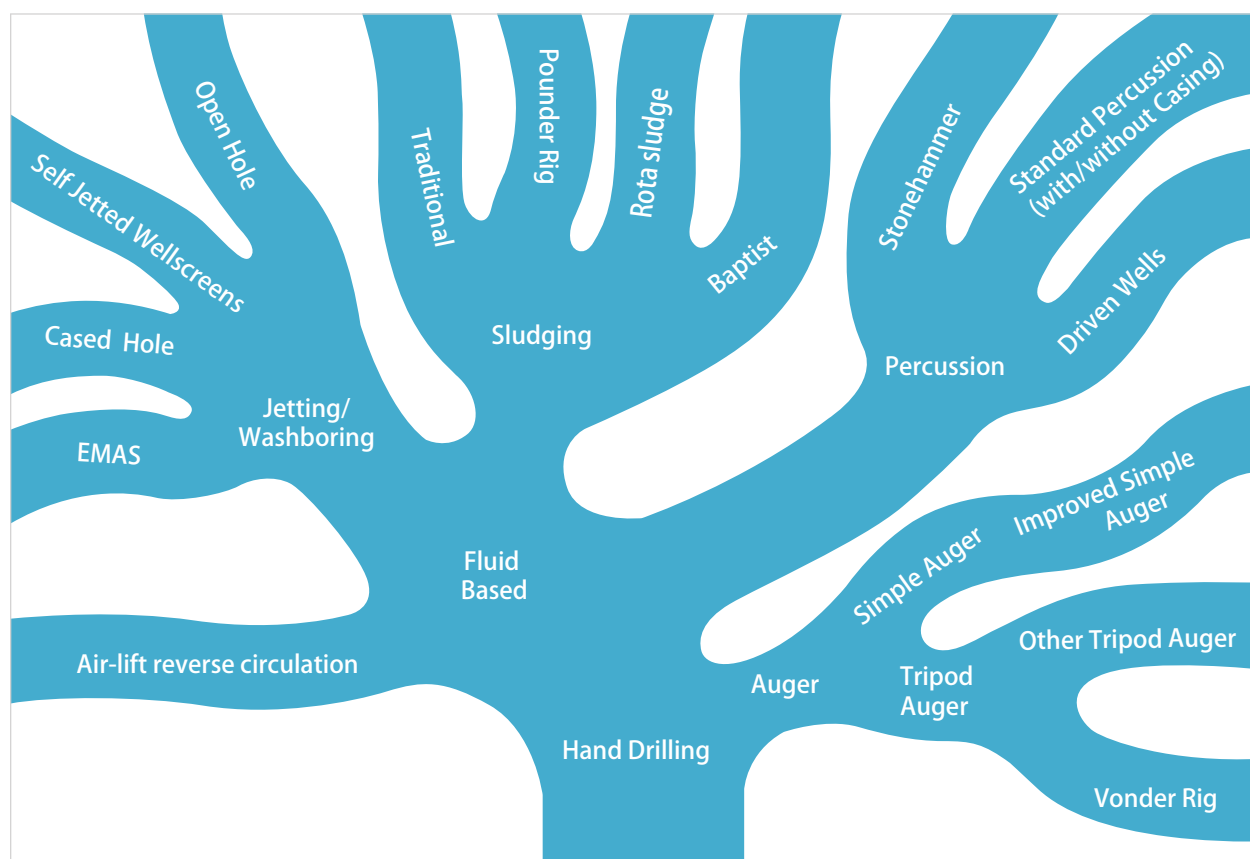 Open Hole
Self Jetted Wellscreens
Cased Hole
EMAS
Jetting/
Washboring
Traditional
Pounder Rig
Rota sludge
Baptist
Sludging
Stonehammer
Standard Percussion
(with/without Casing)
Driven Wells
Percussion
Fluid
Based
Air-lift reverse circulation
Simple Auger
Improved Simple
Auger
Other Tripod Auger
Tripod
Auger
Auger
Vonder Rig
Hand Drilling